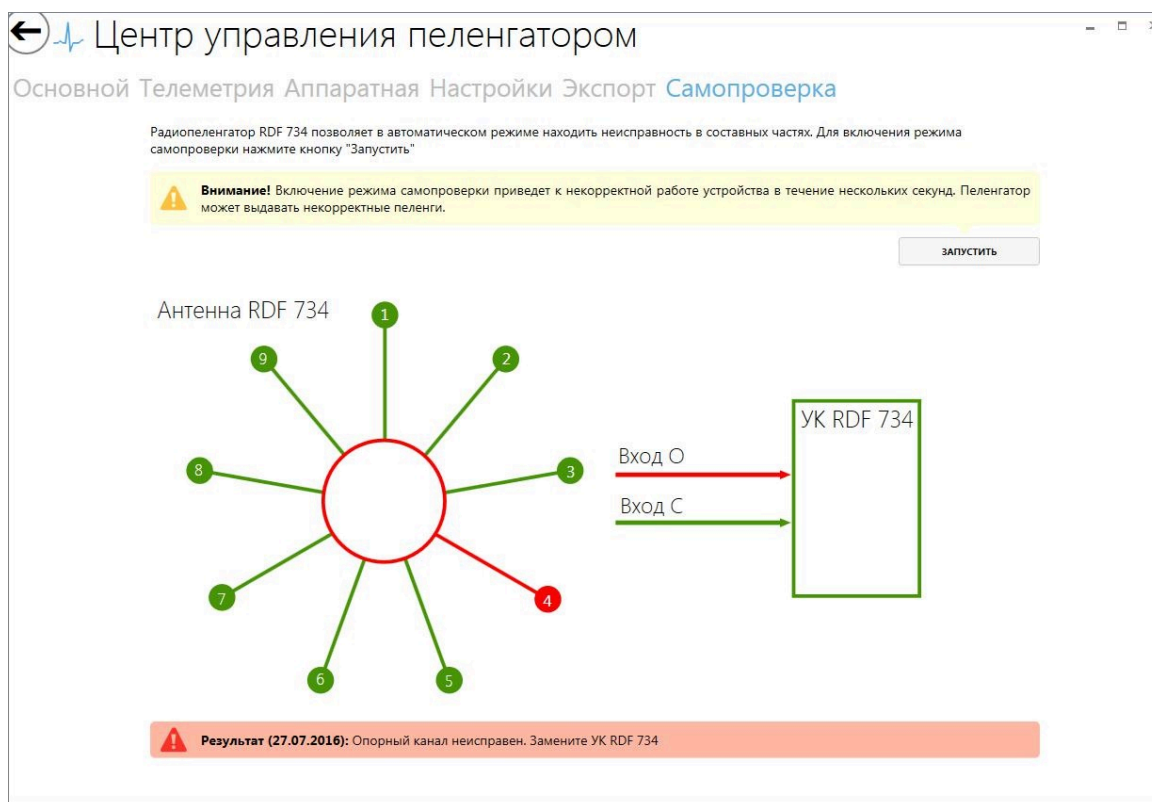 Центр управления пеленгатором
Основной Телеметрия Аппаратная Настройки Экспорт Самопроверка
Радиопеленгатор RDF 734 позволяет в автоматическом режиме находить неисправность в составных частях. Для включения режима
самопроверки нажмите кнопку "Запустить"
Внимание! Включение режима самопроверки приведет к некорректной работе устройства в течение нескольких секунд. Пеленгатор
может выдавать некорректные пеленги.
ЗАПУСТИТЬ
Антенна RDF 734
1
9
2
УК RDF 734
Вход О
8
3
Вход С
7
4
6
5
Результат (27.07.2016): Опорный канал неисправен. Замените УК RDF 734